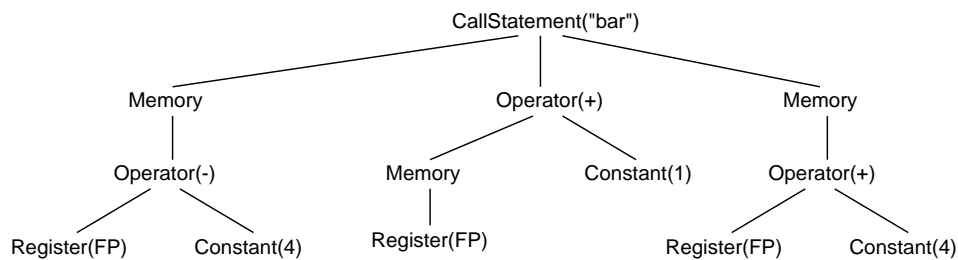 CallStatement("bar")
Memory
Operator(+)
Memory
Operator(-)
Memory
Constant(1)
Operator(+)
Register(FP)
Constant(4)
Register(FP)
Register(FP)
Constant(4)